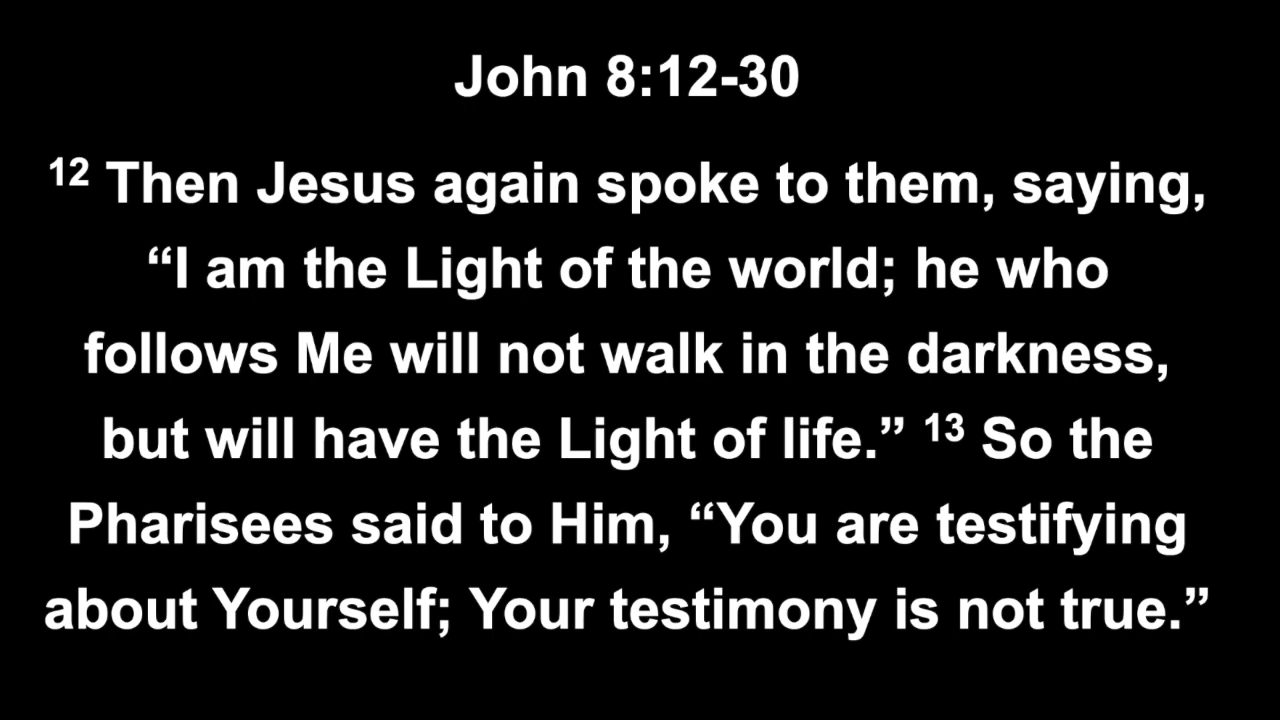 John 8:12-30
12 Then Jesus again spoke to them, saying,
“I am the Light of the world; he who
follows Me will not walk in the darkness,
but will have the Light of life.” 13 So the
Pharisees said to Him, “You are testifying
about Yourself; Your testimony is not true.”